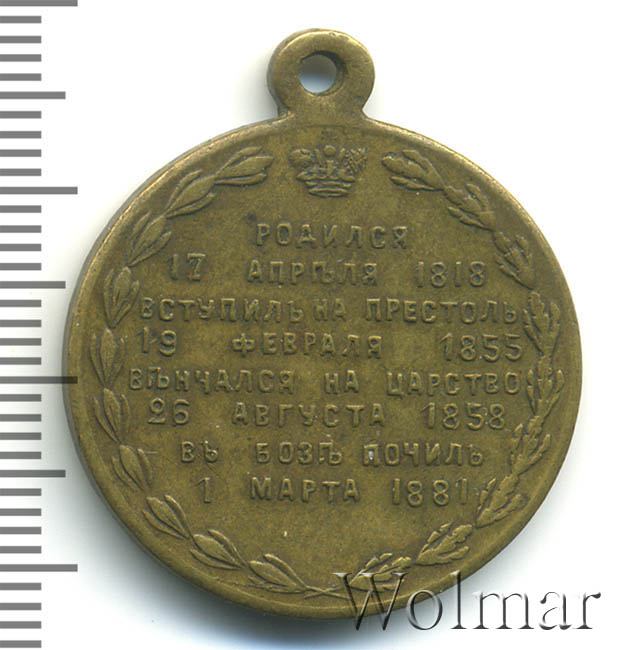 РОДИЛСЯ
17 АПРѢЛЯ 1818
ВСТУПИЛЪ НА ПРЕСТОЛЪ
19 ФЕВРАЛЯ 1855
ВѢНЧАЛСЯ НА ЦАРСТВО
26 АВГУСТА 1858
ВЪ БОЗѢ ПОЧИЛЪ
1 МАРТА 1881
Wolmar